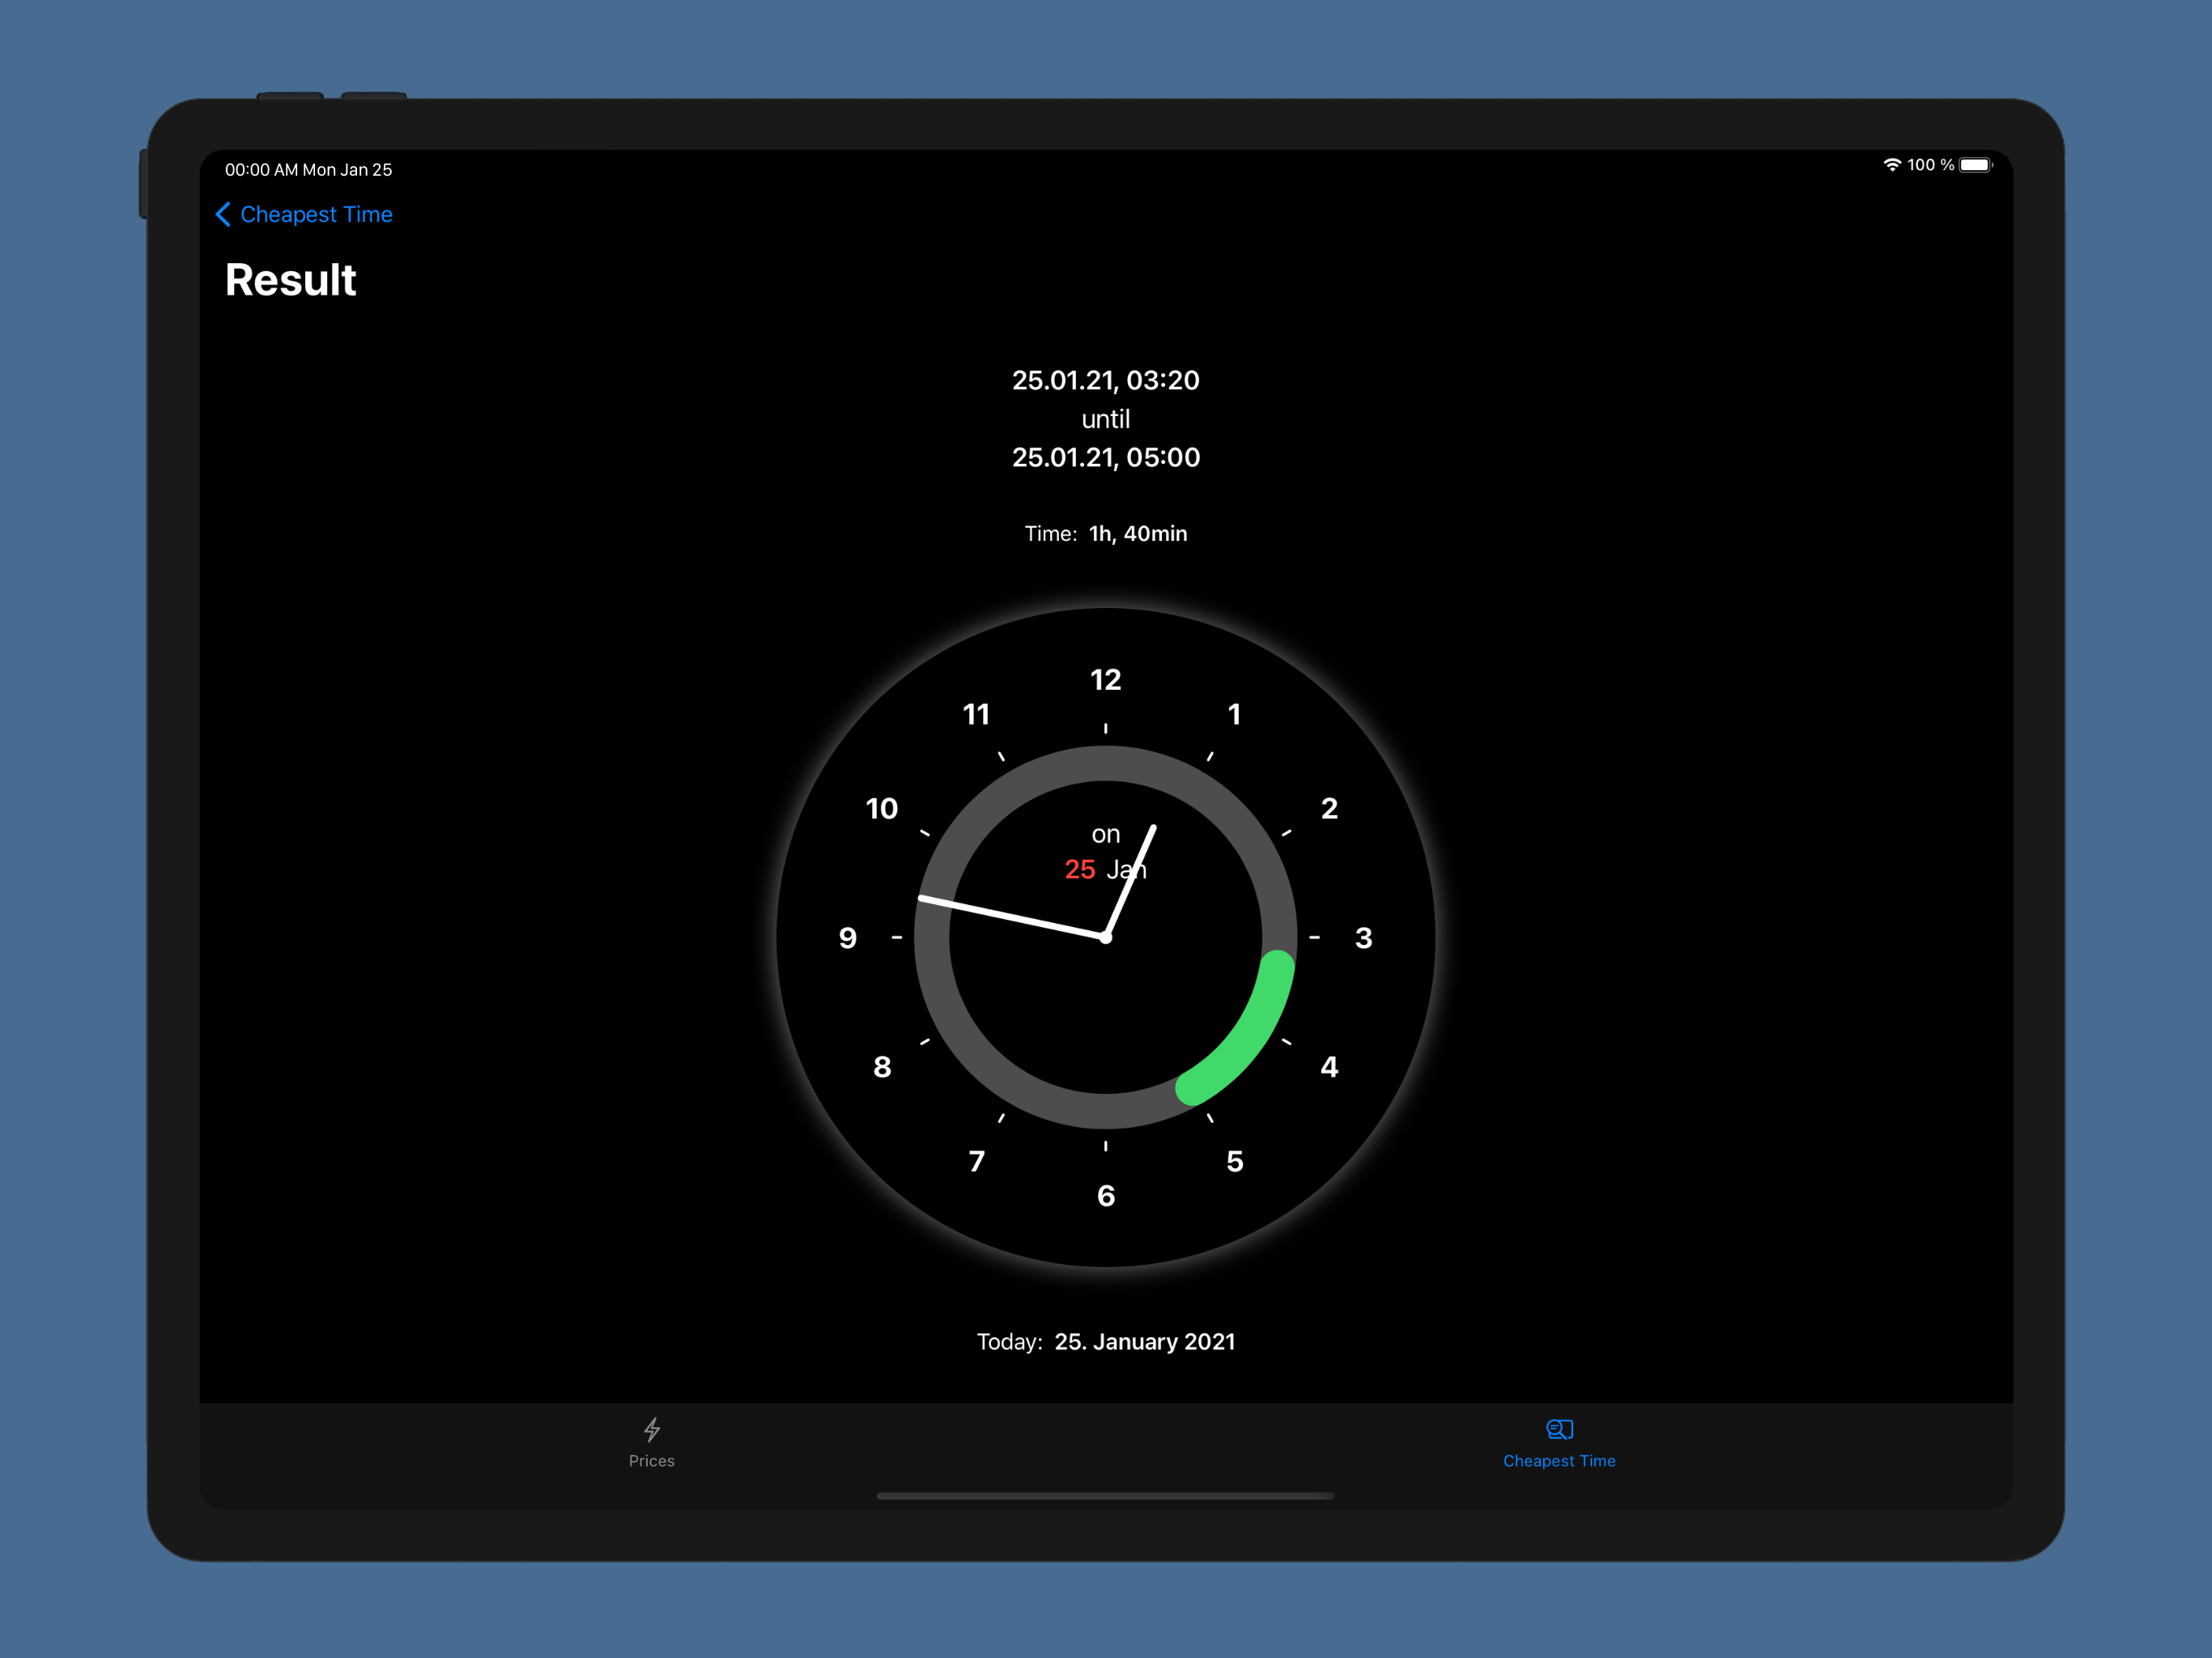 00:00 AM Mon Jan 25
100 %
Cheapest Time
Result
25.01.21, 03:20
until
25.01.21, 05:00
Time: 1h, 40min
12
1
2
3
4
5
6
7
8
9
10
11
on
25 Jan
Today: 25. January 2021
Prices
Cheapest Time